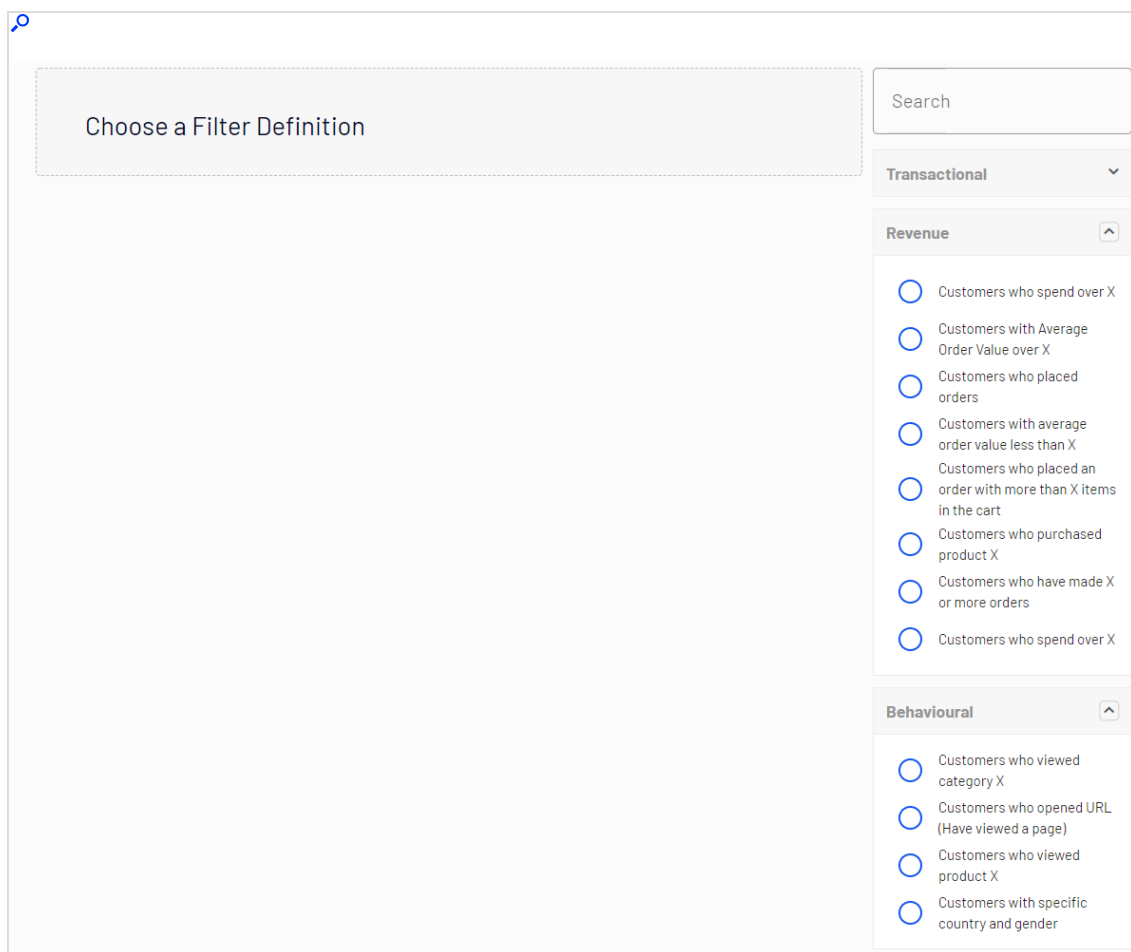 Choose a Filter Definition
Search
Transactional
Revenue
Customers who spend over X
Customers with Average
Order Value over X
Customers who placed
orders
Customers with average
order value less than X
Customers who placed an
order with more than X items
in the cart
Customers who purchased
product X
Customers who have made X
or more orders
Customers who spend over X
Behavioural
Customers who viewed
category X
Customers who opened URL
(Have viewed a page)
Customers who viewed
product X
Customers with specific
country and gender